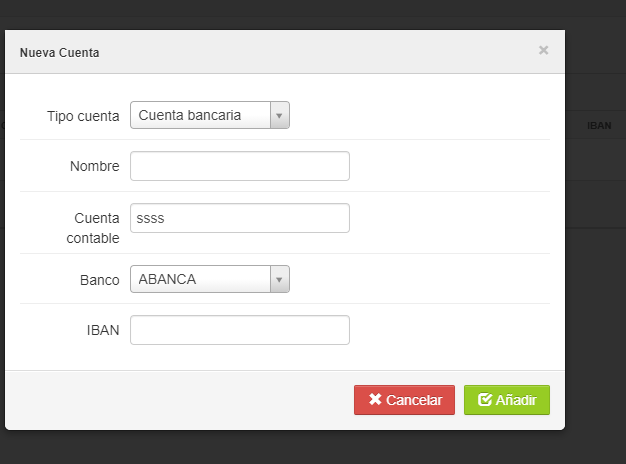 Nueva Cuenta ×
Tipo cuenta Cuenta bancaria
IBAN
Nombre
Cuenta contable ssss
Banco ABANCA
IBAN
Cancelar Añadir